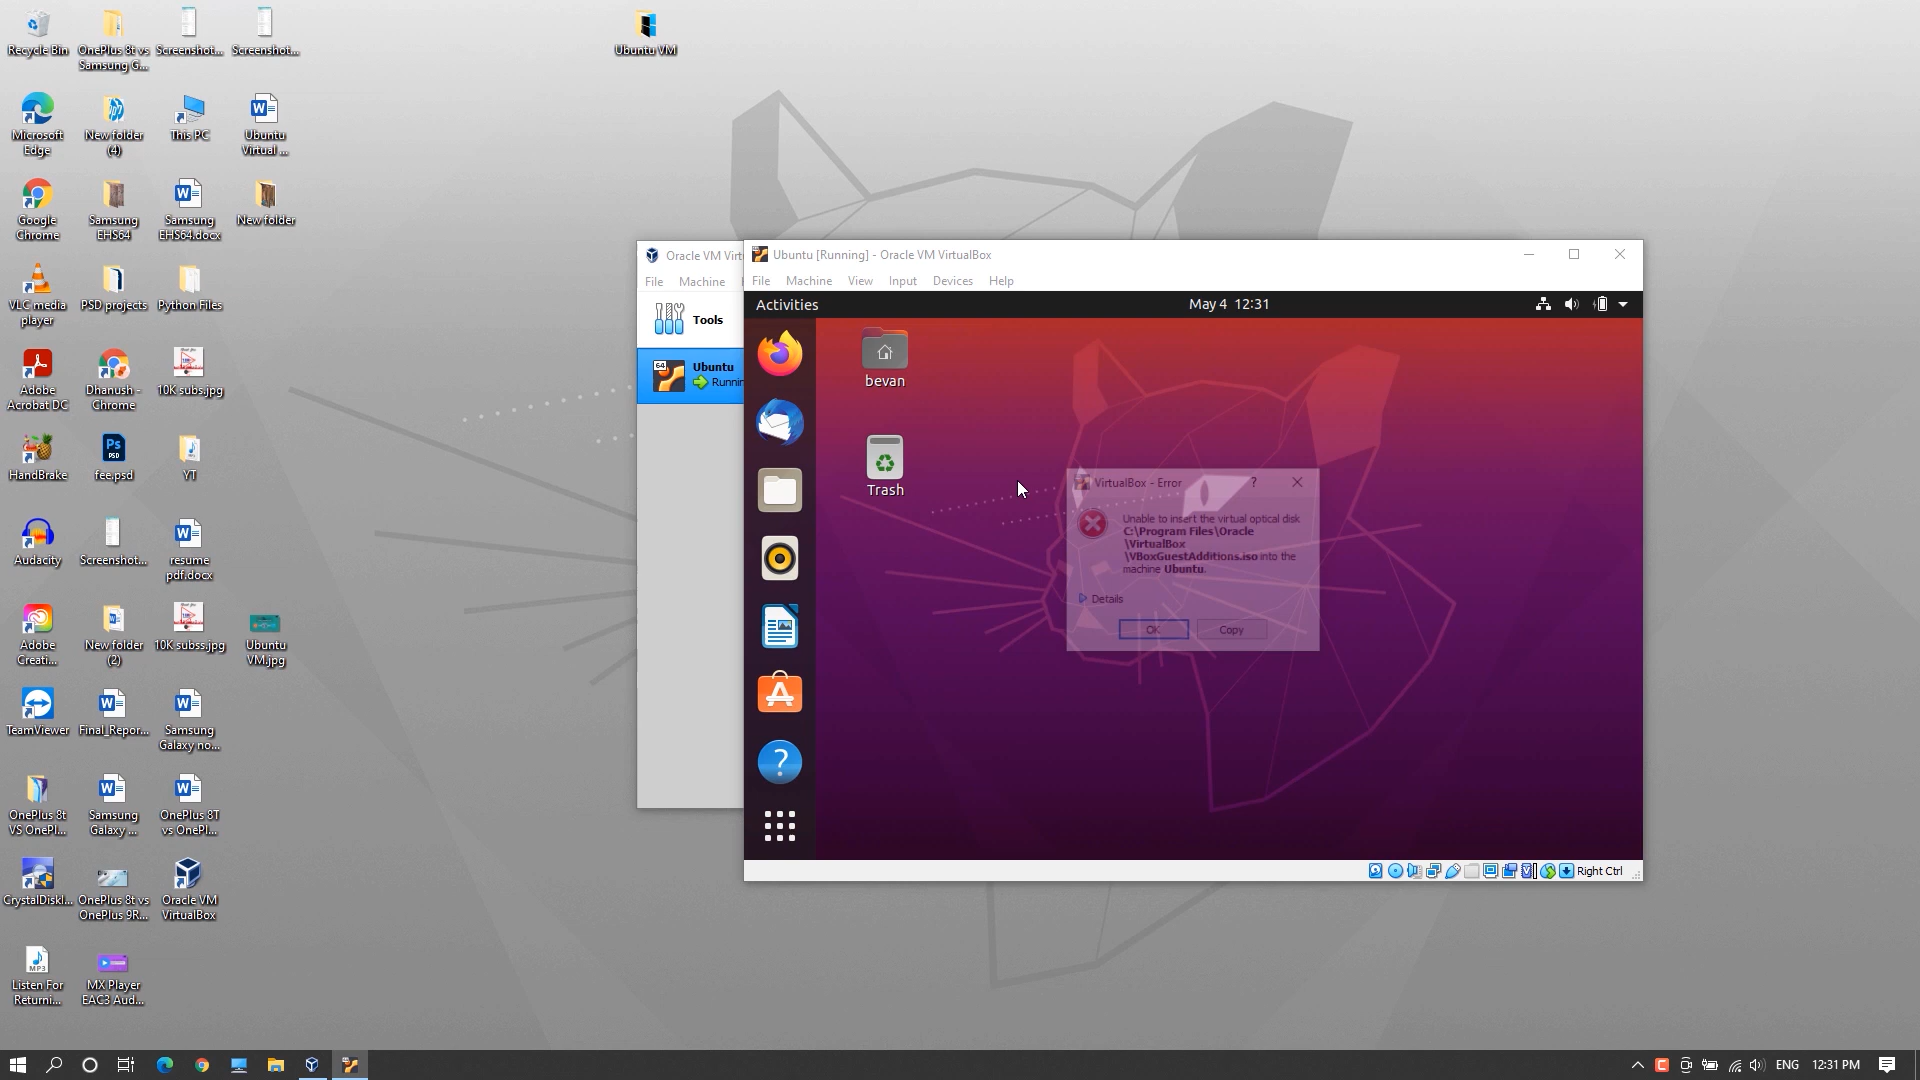 Recycle Bin
OnePlus 8t vs
Samsung G...
Screenshot...
Screenshot...
Ubuntu VM
Microsoft
Edge
New folder
(4)
This PC
Ubuntu
Virtual ...
Google
Chrome
Samsung
EHS64
Samsung
EHS64.docx
New folder
VLC media
player
PSD projects
Python Files
Adobe
Acrobat DC
Dhanush -
Chrome
10K subs.jpg
HandBrake
Ps
PSD
fee.psd
YT
Audacity
Screenshot...
resume
pdf.docx
Adobe
Creati...
New folder
(2)
10K subss.jpg
Ubuntu
VM.jpg
TeamViewer
Final_Repor...
Samsung
Galaxy no...
OnePlus 8t
VS OnePl...
Samsung
Galaxy ...
OnePlus 8T
vs OnePl...
CrystalDiskI...
OnePlus 8t vs
OnePlus 9R...
Oracle VM
VirtualBox
MP3
Listen For
Returni...
MX Player
EAC3 Aud...
Oracle VM Virt
File Machine
Tools
64
Ubuntu
Runnin
Ubuntu [Running] - Oracle VM VirtualBox
File Machine View Input Devices Help
Activities
May 4 12:31
bevan
Trash
VirtualBox - Error
?
Unable to insert the virtual optical disk
C:\Program Files\Oracle
\VirtualBox
\VBoxGuestAdditions.iso into the
machine Ubuntu.
Details
OK
Copy
Right Ctrl
ENG
12:31 PM